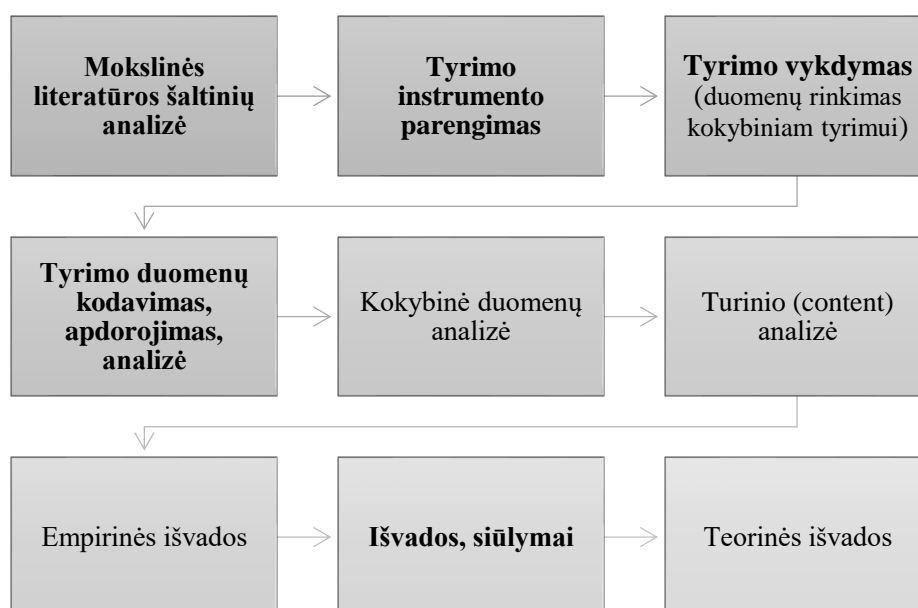 Mokslinės
literatūros šaltinių
analizė
Tyrimo
instrumento
parengimas
Tyrimo vykdymas
(duomenų rinkimas
kokybiniam tyrimui)
Tyrimo duomenų
kodavimas,
apdorojimas,
analizė
Kokybinė duomenų
analizė
Turinio (content)
analizė
Empirinės išvados
Išvados, siūlymai
Teorinės išvados